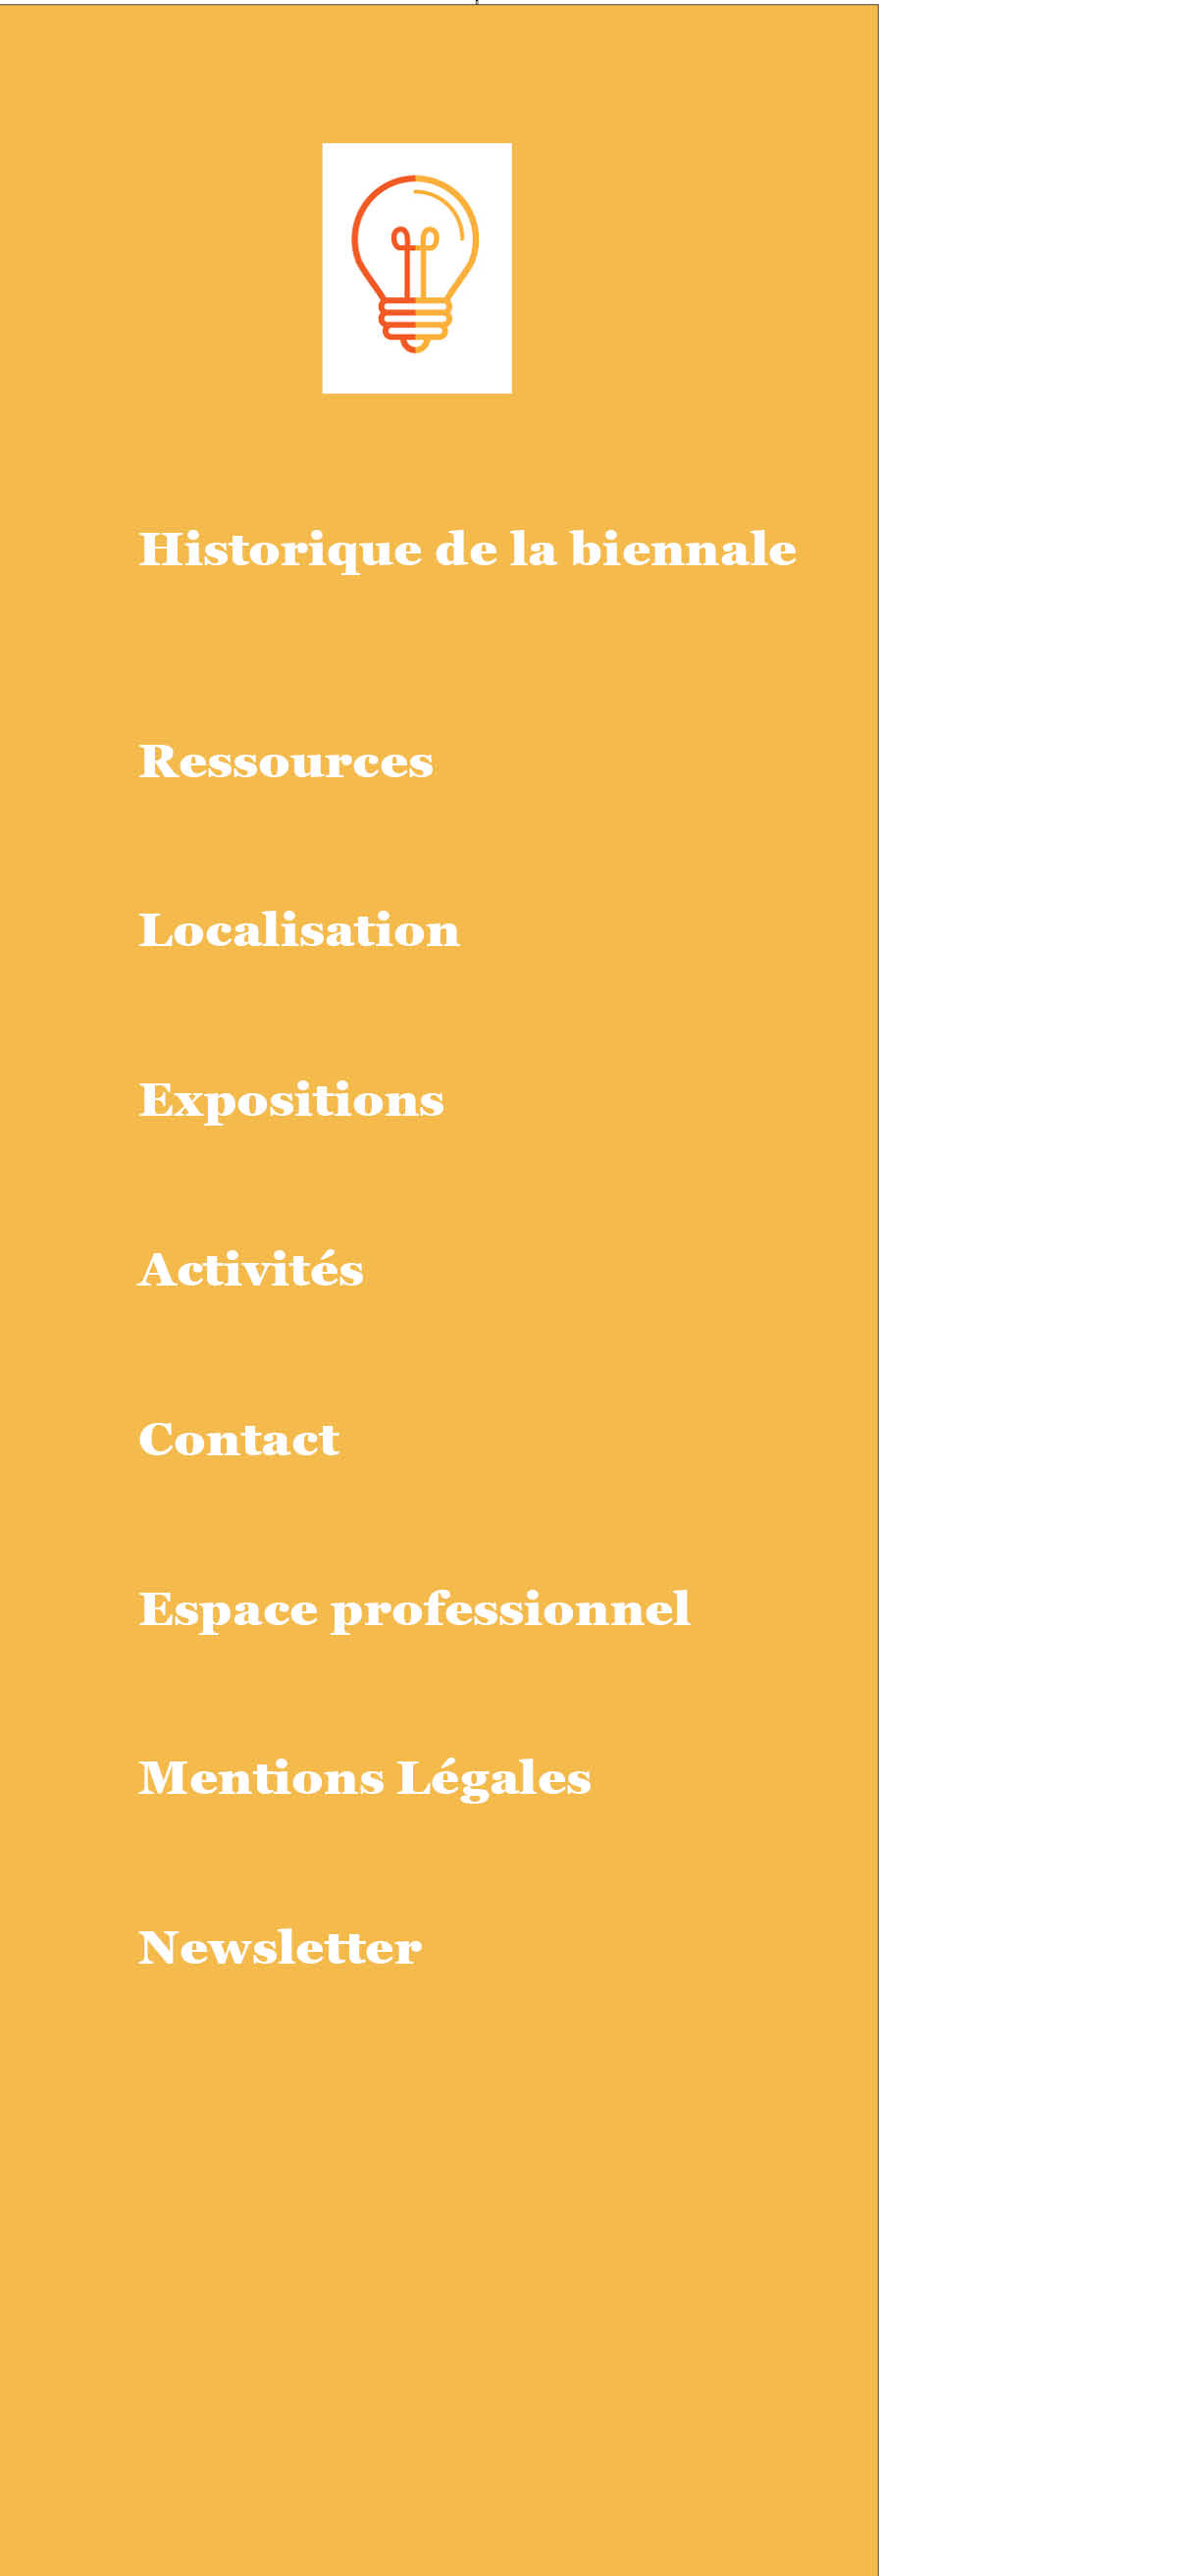 Historique de la biennale
Ressources
Localisation
Expositions
Activités
Contact
Espace professionnel
Mentions Légales
Newsletter